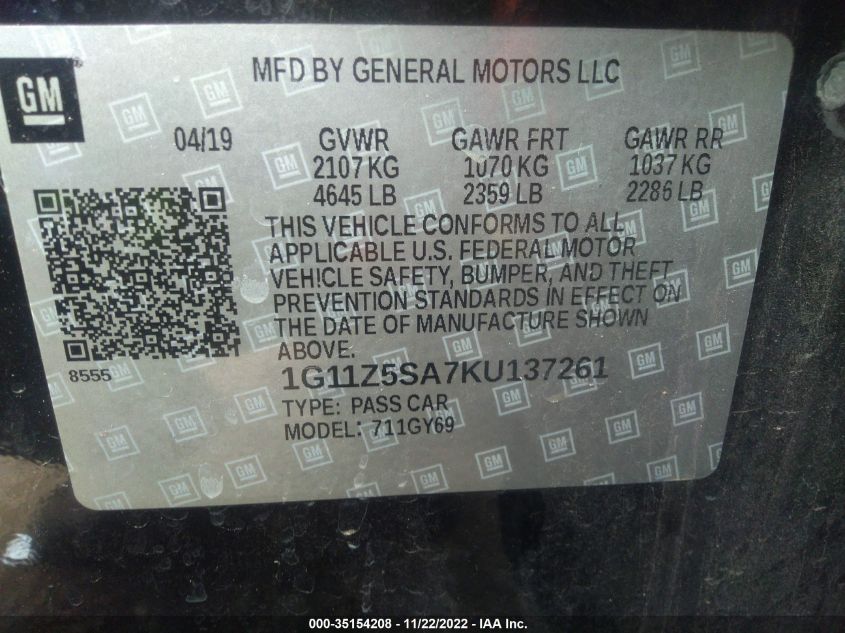 GM
MFD BY GENERAL MOTORS LLC
04/19 GVWR GAWR FRT GAWR RR
2107 KG 1070 KG 1037 KG
4645 LB 2359 LB 2286 LB
THIS VEHICLE CONFORMS TO ALL
APPLICABLE U.S. FEDERAL MOTOR
VEHICLE SAFETY, BUMPER, AND THEFT
PREVENTION STANDARDS IN EFFECT ON
THE DATE OF MANUFACTURE SHOWN
ABOVE.
8555
1G11Z5SA7KU137261
TYPE: PASS CAR
MODEL: 711GY69
000-35154208 - 11/22/2022 - IAA Inc.